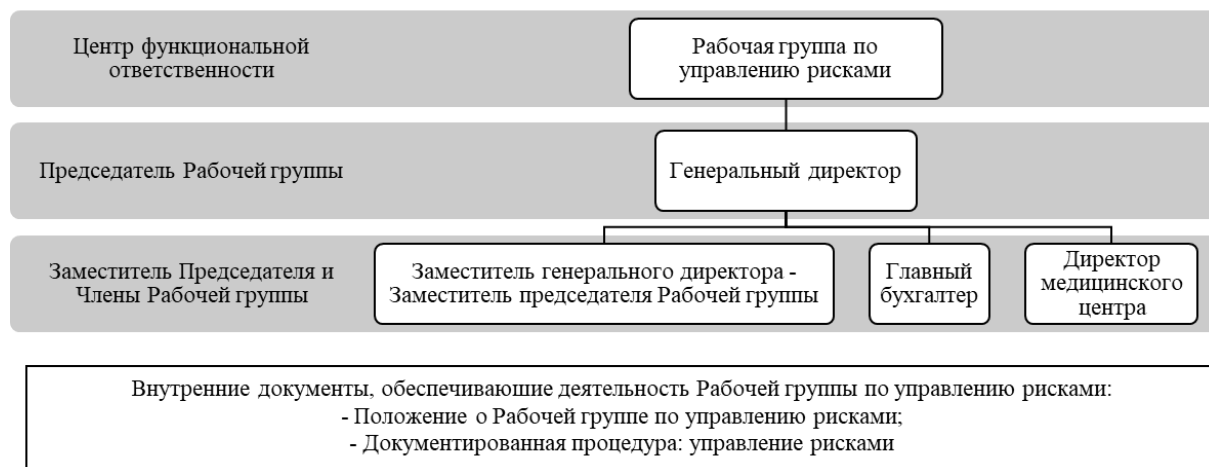 Центр функциональной
ответственности
Рабочая группа по
управлению рисками
Председатель Рабочей группы
Генеральный директор
Заместитель Председателя и
Члены Рабочей группы
Заместитель генерального директора -
Заместитель председателя Рабочей группы
Главный
бухгалтер
Директор
медицинского
центра
Внутренние документы, обеспечиваюшие деятельность Рабочей группы по управлению рисками:
- Положение о Рабочей группе по управлению рисками;
- Документированная процедура: управление рисками